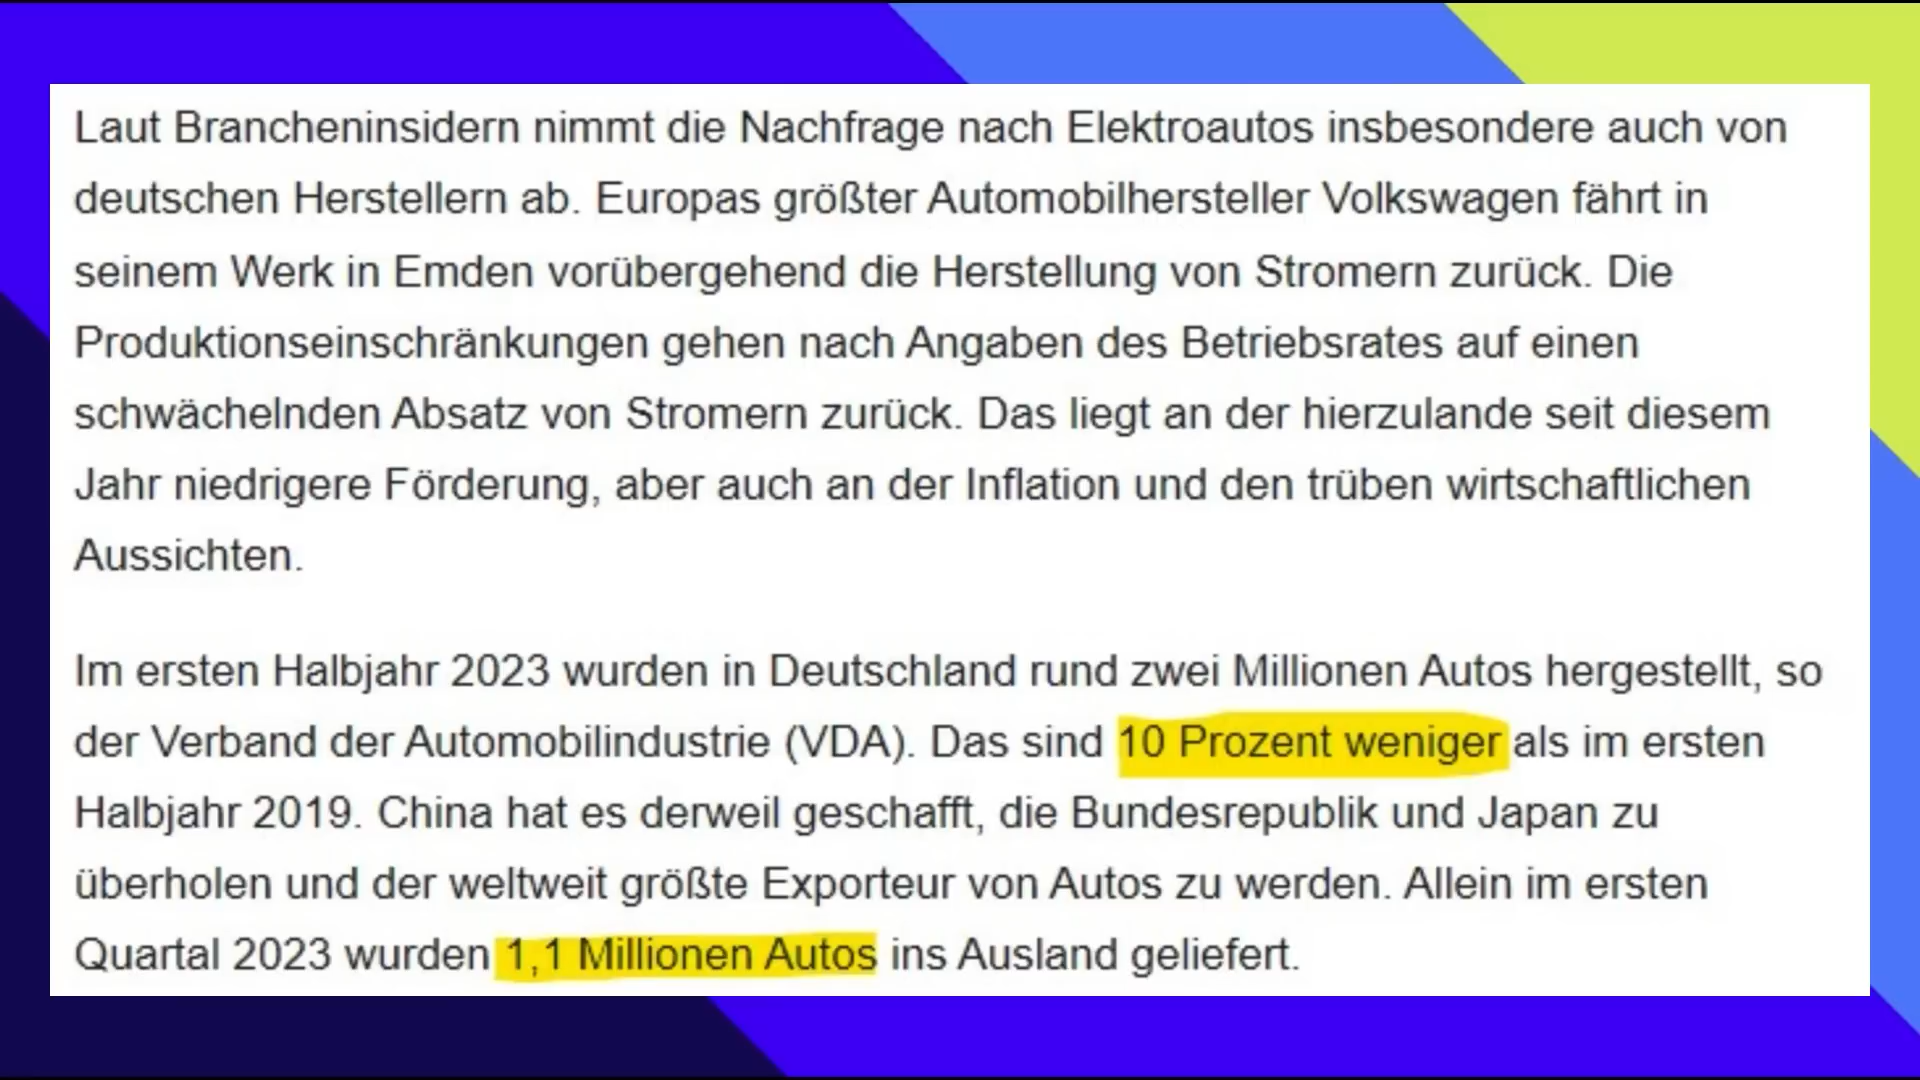 Laut Brancheninsidern nimmt die Nachfrage nach Elektroautos insbesondere auch von
deutschen Herstellern ab. Europas größter Automobilhersteller Volkswagen fährt in
seinem Werk in Emden vorübergehend die Herstellung von Stromern zurück. Die
Produktionseinschränkungen gehen nach Angaben des Betriebsrates auf einen
schwächelnden Absatz von Stromern zurück. Das liegt an der hierzulande seit diesem
Jahr niedrigere Förderung, aber auch an der Inflation und den trüben wirtschaftlichen
Aussichten.
Im ersten Halbjahr 2023 wurden in Deutschland rund zwei Millionen Autos hergestellt, so
der Verband der Automobilindustrie (VDA). Das sind 10 Prozent weniger als im ersten
Halbjahr 2019. China hat es derweil geschafft, die Bundesrepublik und Japan zu
überholen und der weltweit größte Exporteur von Autos zu werden. Allein im ersten
Quartal 2023 wurden 1,1 Millionen Autos ins Ausland geliefert.